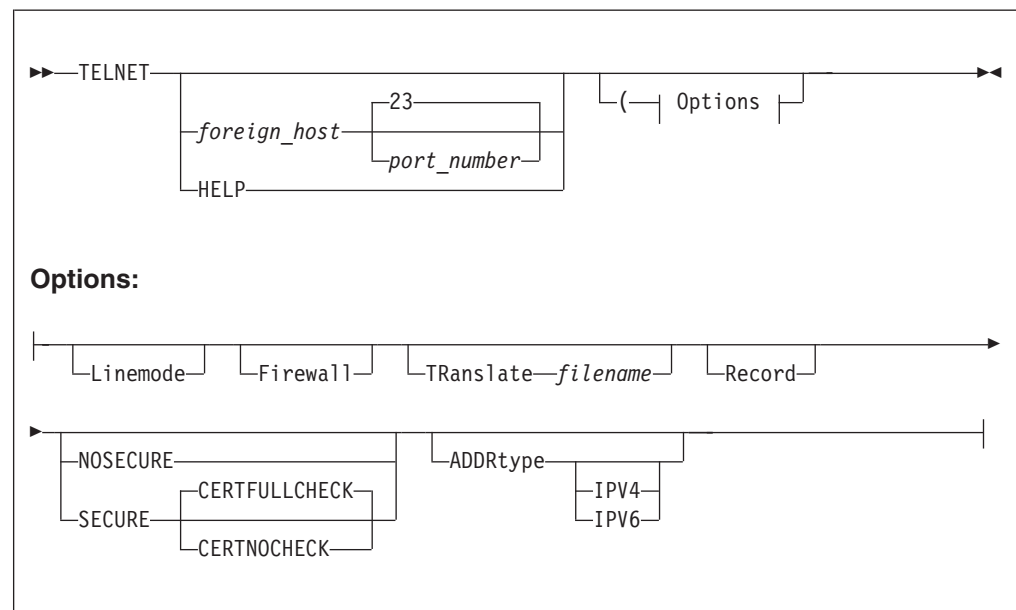 TELNET
23
( Options
foreign_host
port_number
HELP
Options:
Linemode Firewall TRanslate filename Record
NOSECURE ADDRtype
CERTFULLCHECK IPV4
SECURE IPV6
CERTNOCHECK